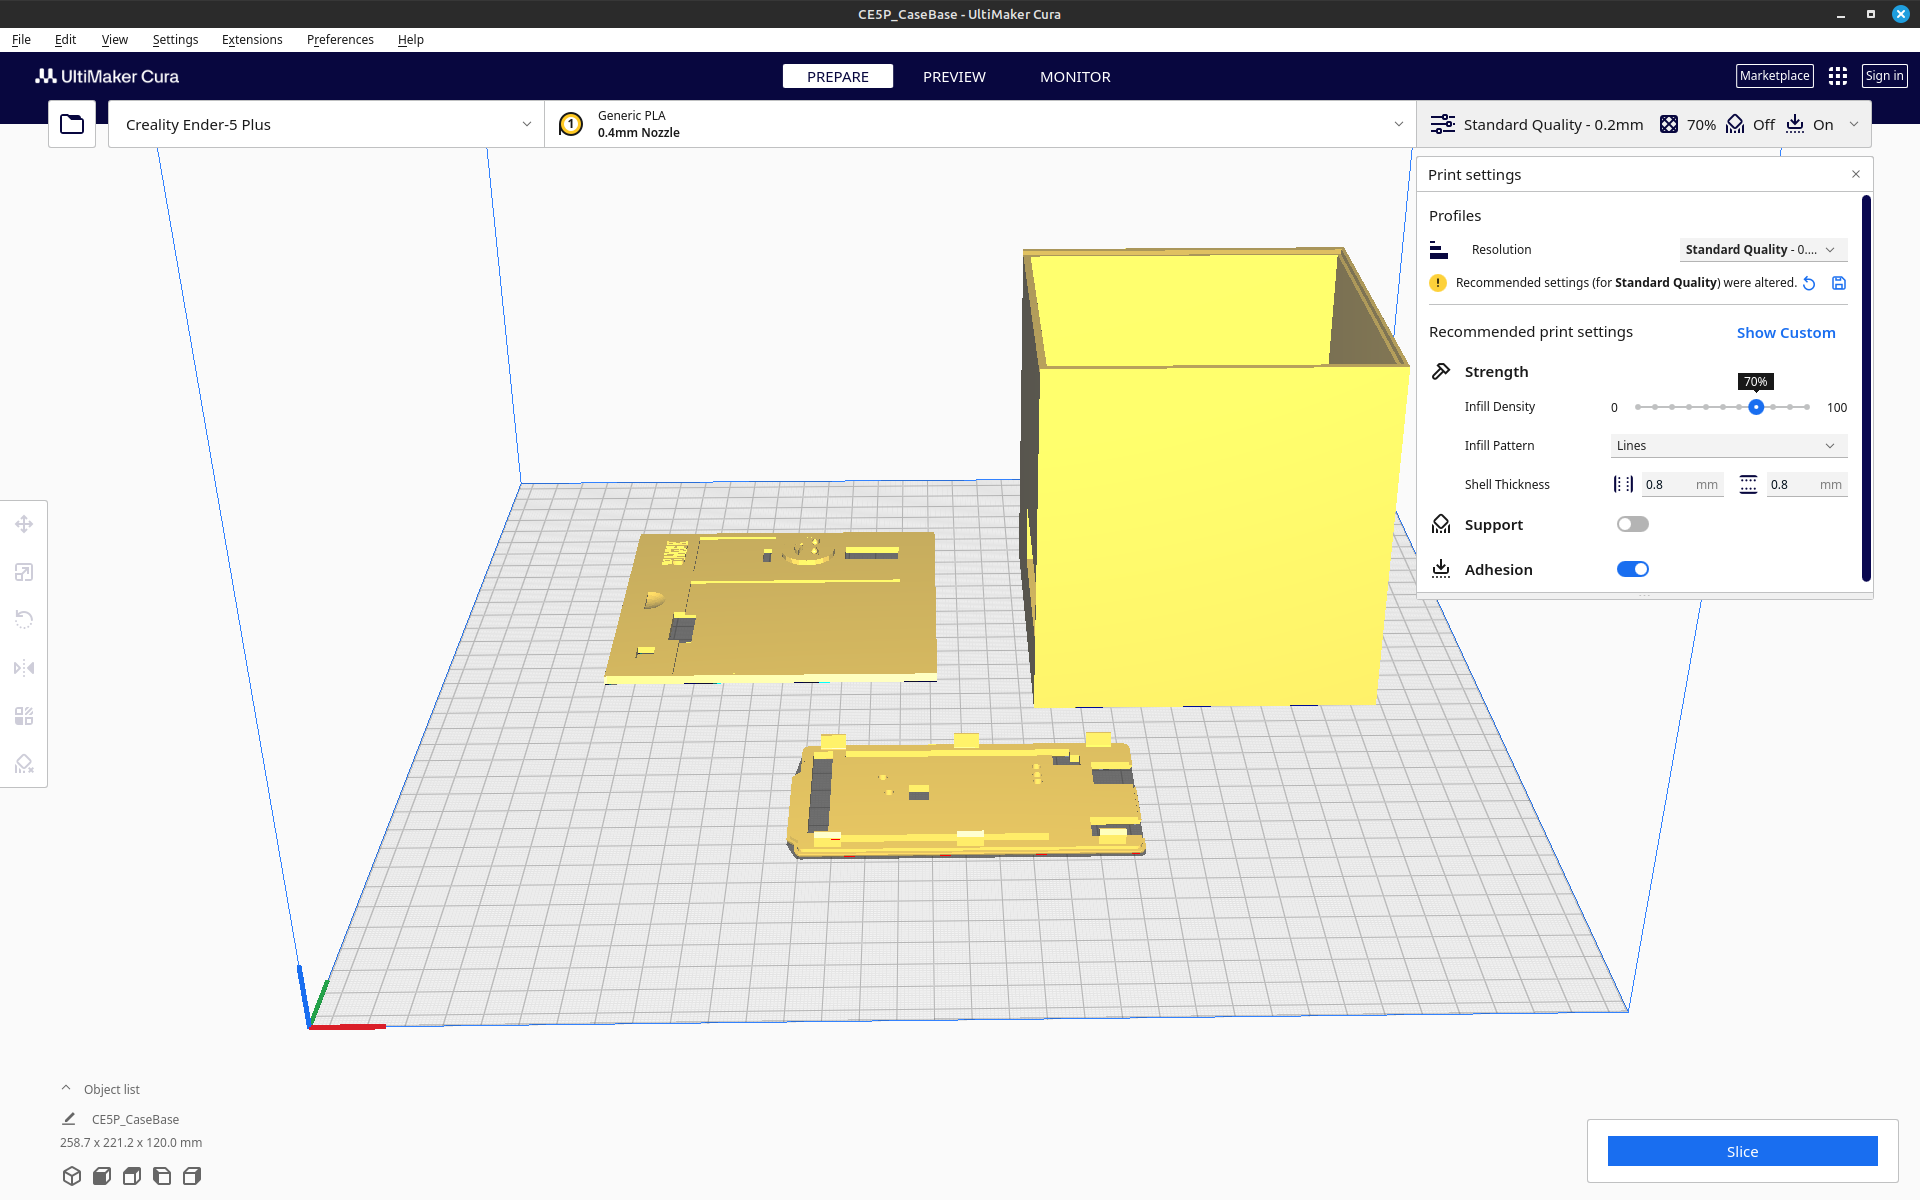 CE5P_CaseBase - UltiMaker Cura
File Edit View Settings Extensions Preferences Help
UltiMaker Cura
PREPARE PREVIEW MONITOR
Marketplace
Sign in
Creality Ender-5 Plus
1
Generic PLA
0.4mm Nozzle
Standard Quality - 0.2mm 70% Off On
Print settings
Profiles
Resolution Standard Quality - 0....
Recommended settings (for Standard Quality) were altered.
Recommended print settings Show Custom
Strength
70%
Infill Density 0 100
Infill Pattern Lines
Shell Thickness 0.8 mm 0.8 mm
Support
Adhesion
Object list
CE5P_CaseBase
258.7 x 221.2 x 120.0 mm
Slice